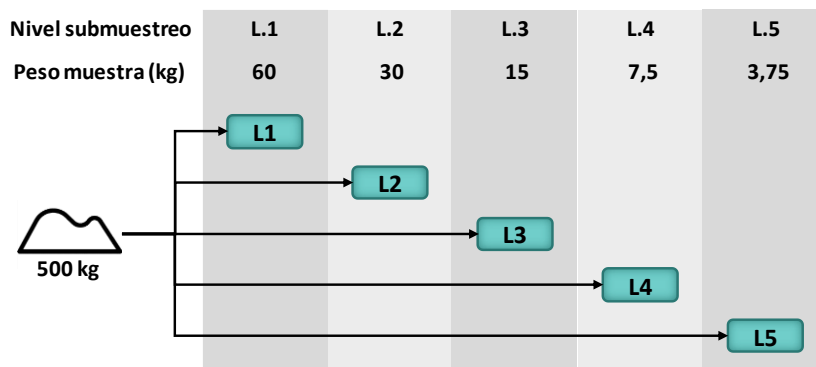 Nivel submuestreo L.1 L.2 L.3 L.4 L.5
Peso muestra (kg) 60 30 15 7,5 3,75
L1
L2
L3
500 kg
L4
L5